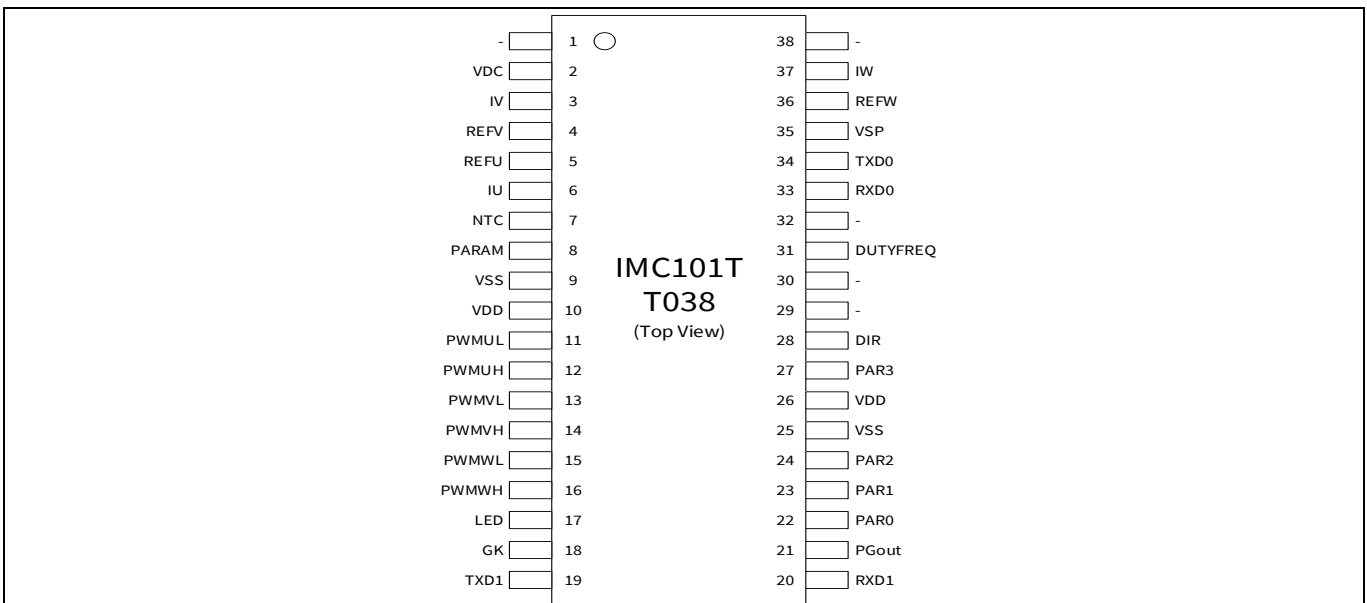 - 1 38 -
VDC 2 37 IW
IV 3 36 REFW
REFV 4 35 VSP
REFU 5 34 TXD0
IU 6 33 RXD0
NTC 7 32 -
PARAM 8 31 DUTYFREQ
IMC101T
VSS 9 30 -
T038
VDD 10 29 -
(Top View)
PWMUL 11 28 DIR
PWMUH 12 27 PAR3
PWMVL 13 26 VDD
PWMVH 14 25 VSS
PWMWL 15 24 PAR2
PWMWH 16 23 PAR1
LED 17 22 PAR0
GK 18 21 PGout
TXD1 19 20 RXD1